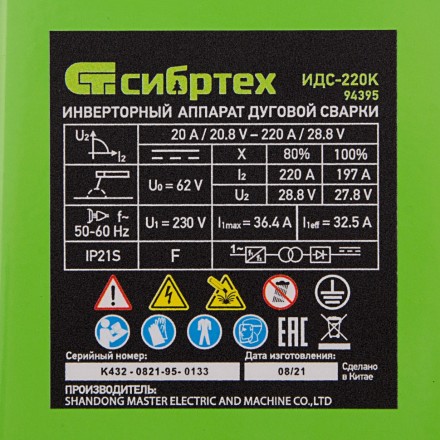 сибртех ИДС-220К
94395
ИНВЕРТОРНЫЙ АППАРАТ ДУГОВОЙ СВАРКИ
U2 I2 20 A / 20.8 V – 220 A / 28.8 V
X 80% 100%
U0 = 62 V I2 220 A 197 A
U2 28.8 V 27.8 V
f~ 50-60 Hz U1 = 230 V I1max = 36.4 A I1eff = 32.5 A
IP21S F 1~
EAC
Серийный номер: Дата изготовления:
K432 - 0821-95- 0133 08/21 Сделано в Китае
ПРОИЗВОДИТЕЛЬ:
SHANDONG MASTER ELECTRIC AND MACHINE CO.,LTD